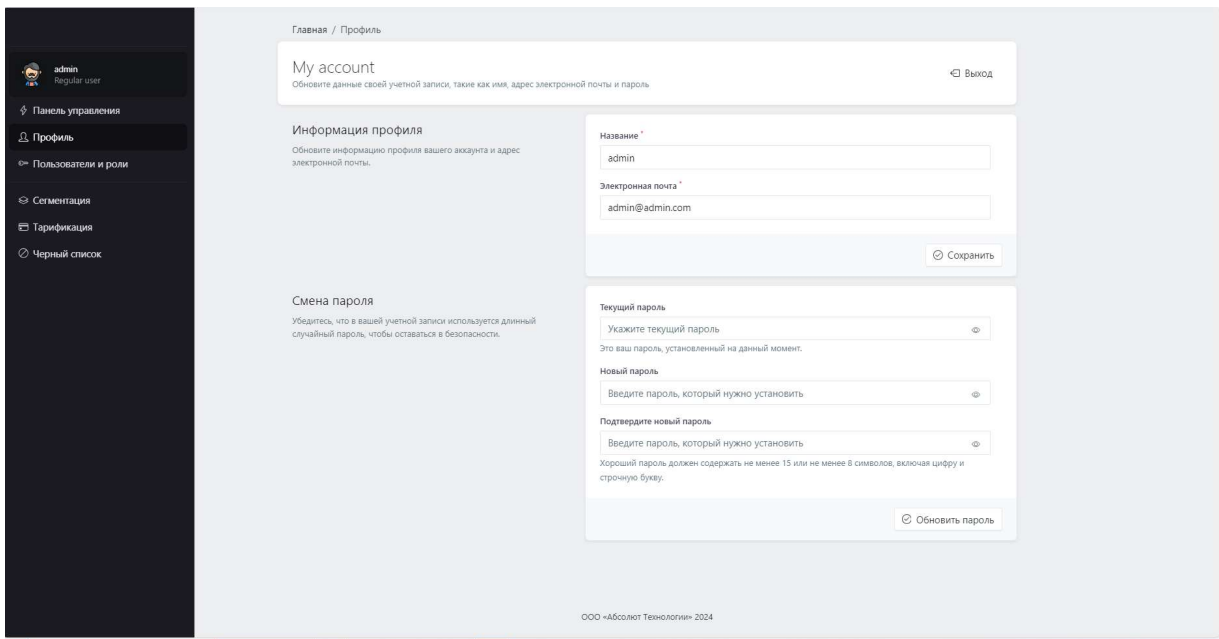 admin
Regular user
Панель управления
Профиль
Пользователи и роли
Сегментация
Тарификация
Черный список
Главная / Профиль
My account
Обновите данные своей учетной записи, такие как имя, адрес электронной почты и пароль
Выход
Информация профиля
Обновите информацию профиля вашего аккаунта и адрес
электронной почты.
Название *
admin
Электронная почта *
admin@admin.com
Сохранить
Смена пароля
Убедитесь, что в вашей учетной записи используется длинный
случайный пароль, чтобы оставаться в безопасности.
Текущий пароль
Укажите текущий пароль
Это ваш пароль, установленный на данный момент.
Новый пароль
Введите пароль, который нужно установить
Подтвердите новый пароль
Введите пароль, который нужно установить
Хороший пароль должен содержать не менее 15 или не менее 8 символов, включая цифру и
строчную букву.
Обновить пароль
ООО «Абсолют Технологии» 2024